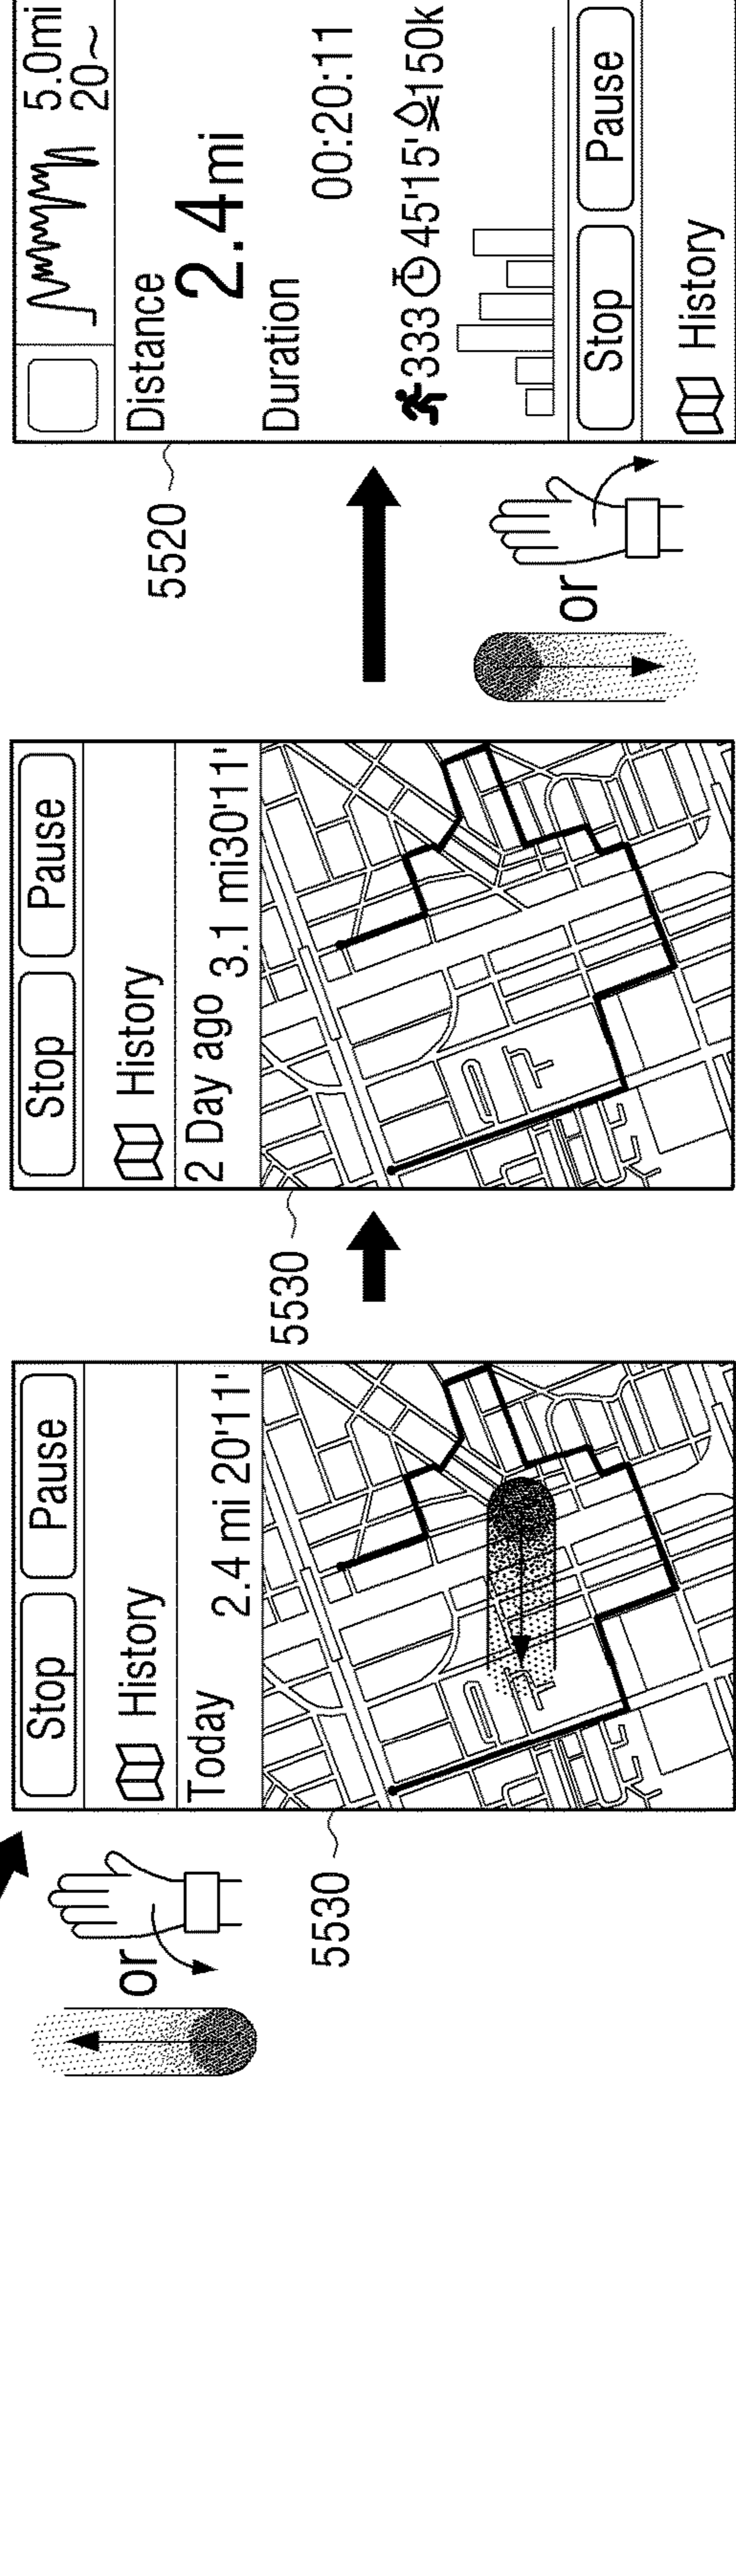 or
5530
Stop Pause
History
Today
2.4 mi 20'11'
5530
Stop Pause
History
2 Day ago
3.1 mi30'11'
or
5520
5.0mi
20~
Distance
2.4mi
Duration
00:20:11
333 45'15' 150k
Stop Pause
History